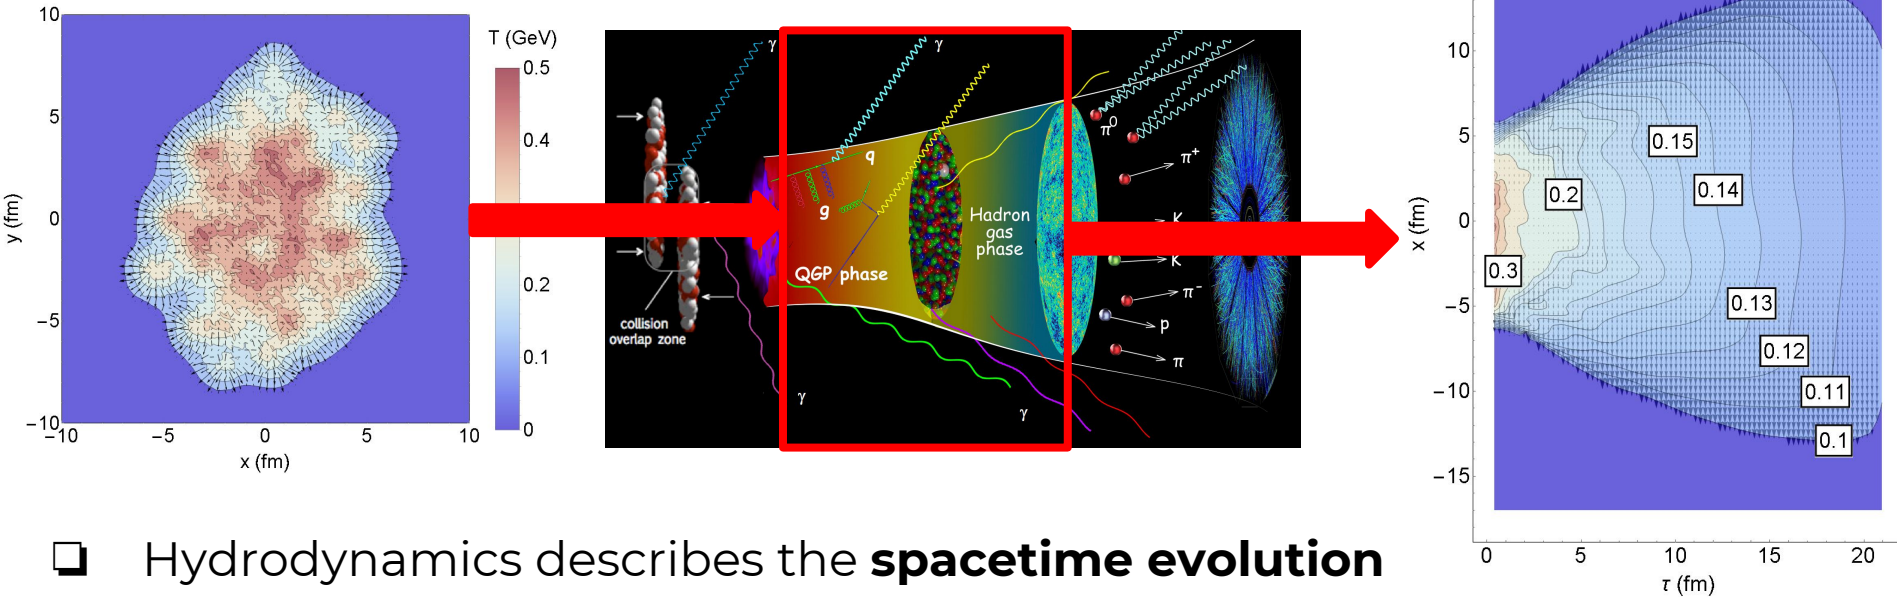 10
5
0
−5
−10
y (fm)
−10
−5
0
5
10
x (fm)
T (GeV)
0.5
0.4
0.2
0.1
0
γ
γ
q
g
QGP phase
Hadron
gas
phase
collision
overlap zone
γ
γ
π0
π+
K
K
π-
p
π
10
5
0
−5
−10
−15
x (fm)
0.15
0.2
0.14
0.3
0.13
0.12
0.11
0.1
0
5
10
15
20
τ (fm)
❑ Hydrodynamics describes the spacetime evolution